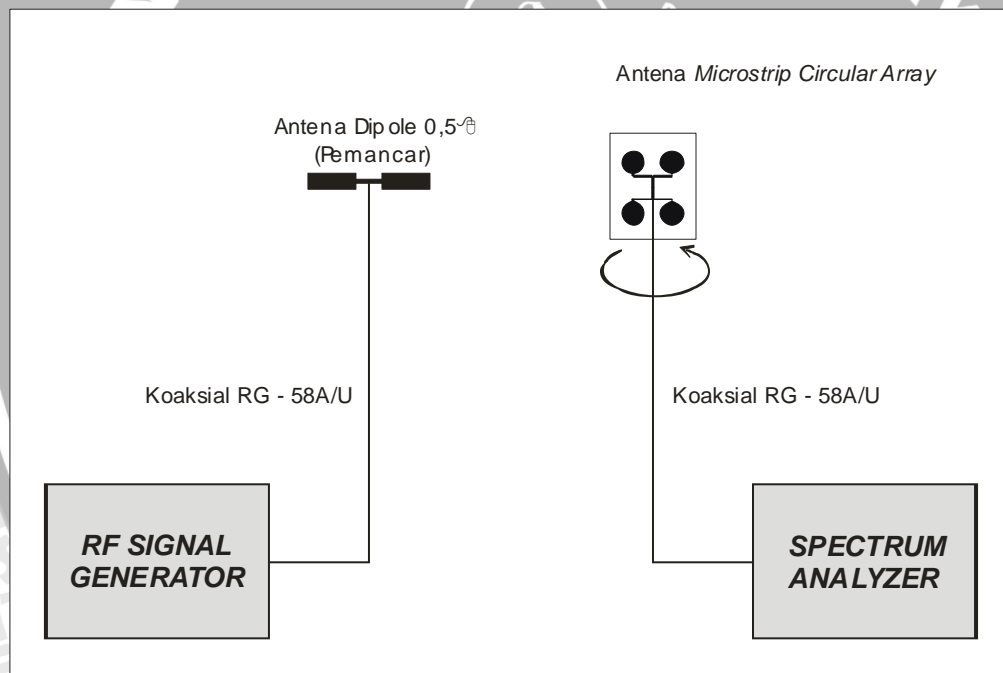 Antena Microstrip Circular Array
Antena Dipole 0,5🖰
(Pemancar)
Koaksial RG - 58A/U
Koaksial RG - 58A/U
RF SIGNAL
GENERATOR
SPECTRUM
ANALYZER